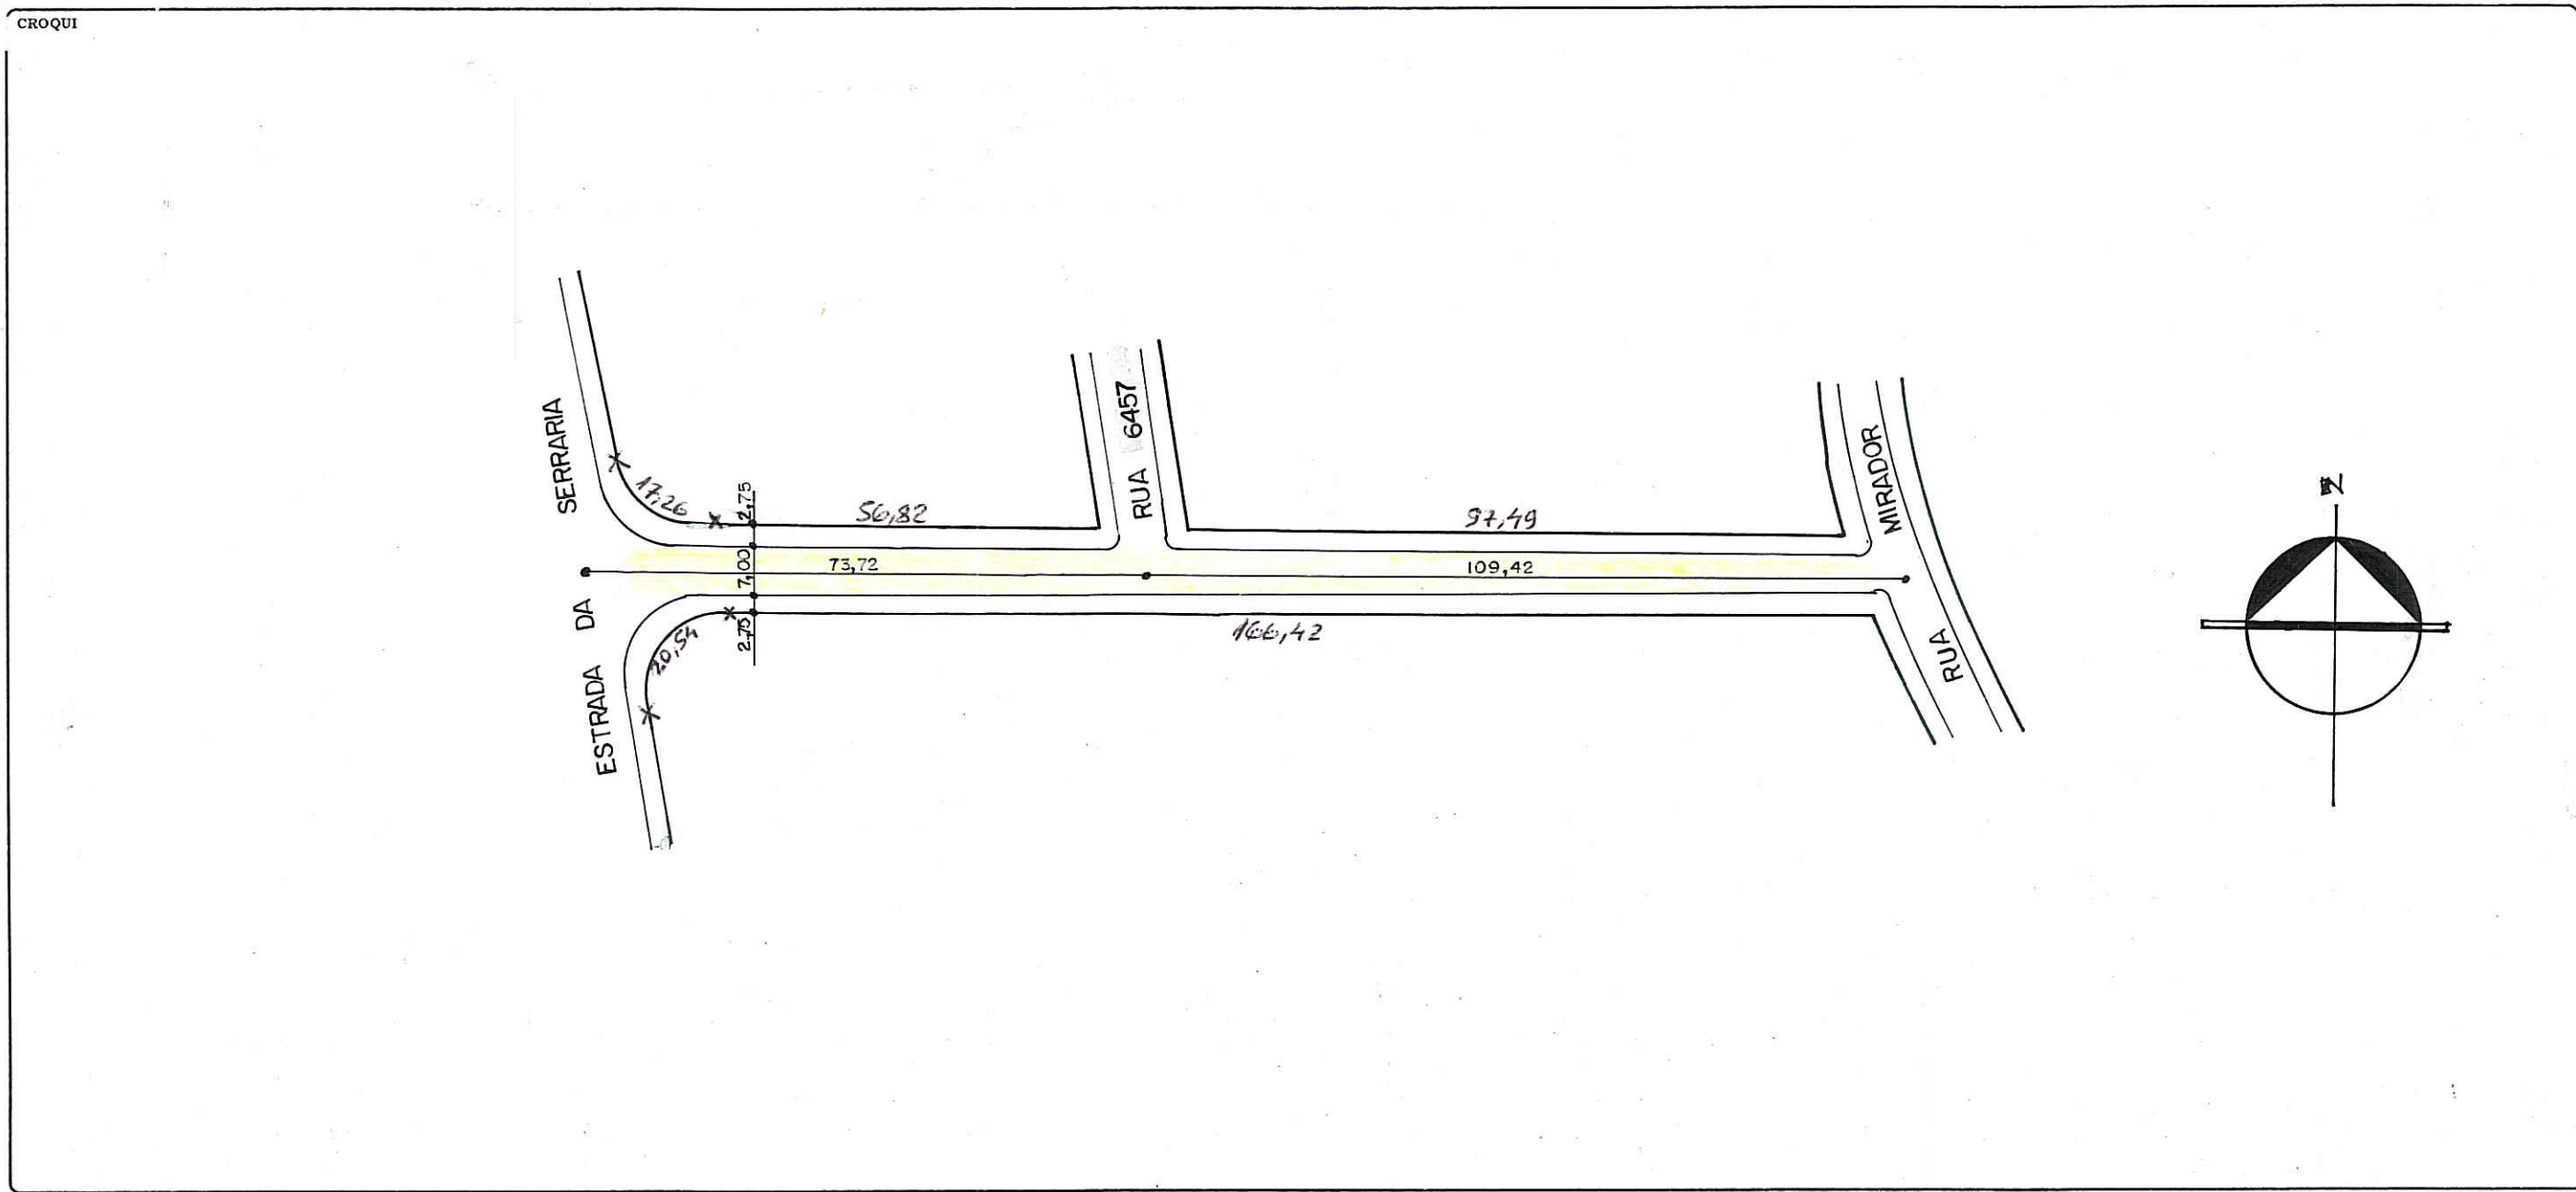 CROQUI
SERRARIA
DA
ESTRADA
17,26
20,54
2,75
7,00
2,75
56,82
73,72
RUA 6457
97,49
109,42
166,42
MIRADOR
RUA
N